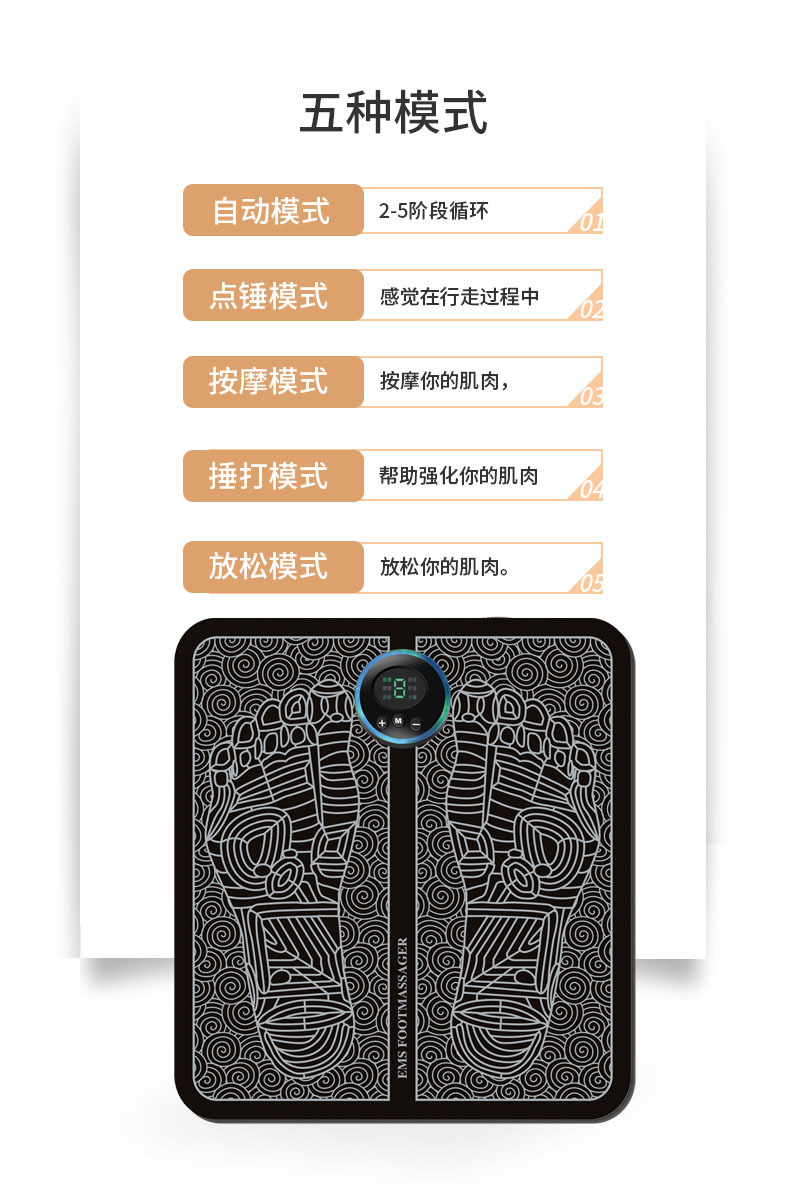 五种模式
自动模式
2-5阶段循环
01
点锤模式
感觉在行走过程中
02
按摩模式
按摩你的肌肉，
03
捶打模式
帮助强化你的肌肉
04
放松模式
放松你的肌肉。
05
8
+ M −
EMS FOOTMASSAGER